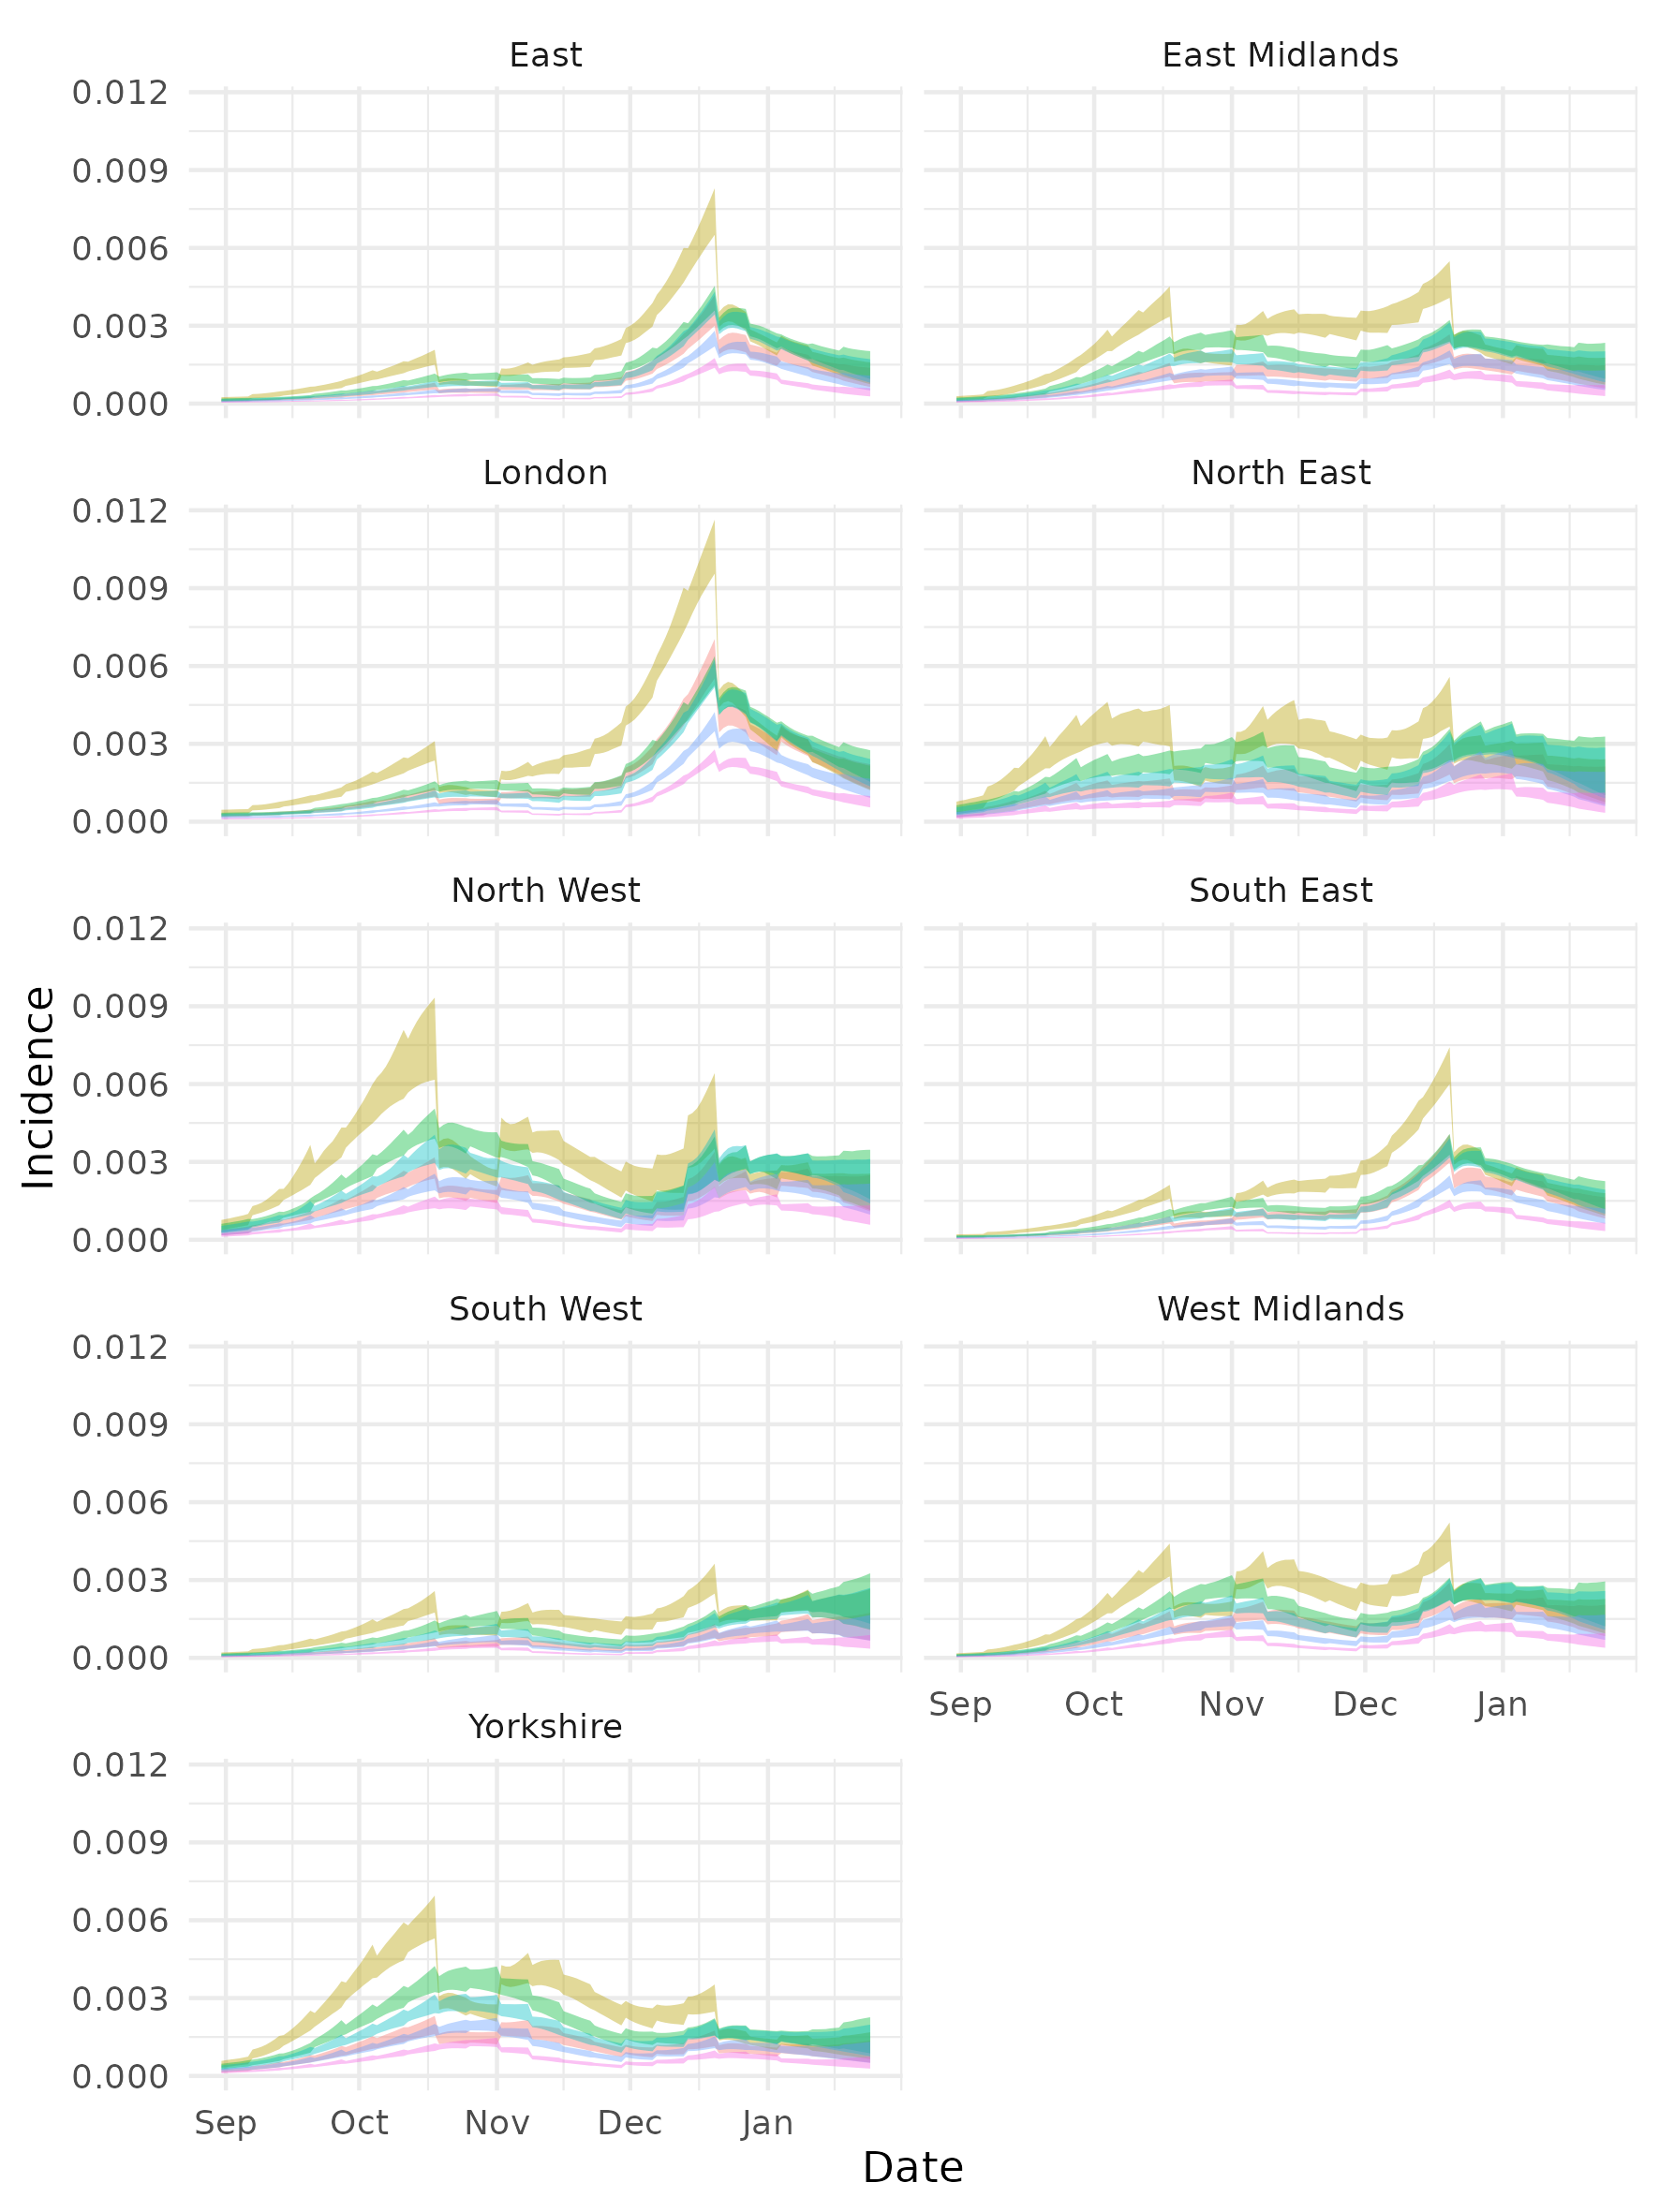 East
East Midlands
0.012
0.009
0.006
0.003
0.000
London
North East
0.012
0.009
0.006
0.003
0.000
North West
South East
0.012
0.009
0.006
0.003
0.000
Incidence
South West
West Midlands
0.012
0.009
0.006
0.003
0.000
Sep Oct Nov Dec Jan
Yorkshire
0.012
0.009
0.006
0.003
0.000
Sep Oct Nov Dec Jan
Date